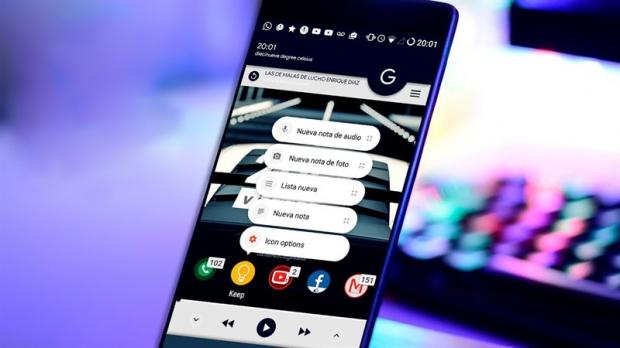 20:01
20:01
diecinueve degree celsius
G
LAS DE MALAS DE LUCHO ENRIQUE DIAZ
Nueva nota de audio
Nueva nota de foto
Lista nueva
Nueva nota
Icon options
102
2
151
Keep